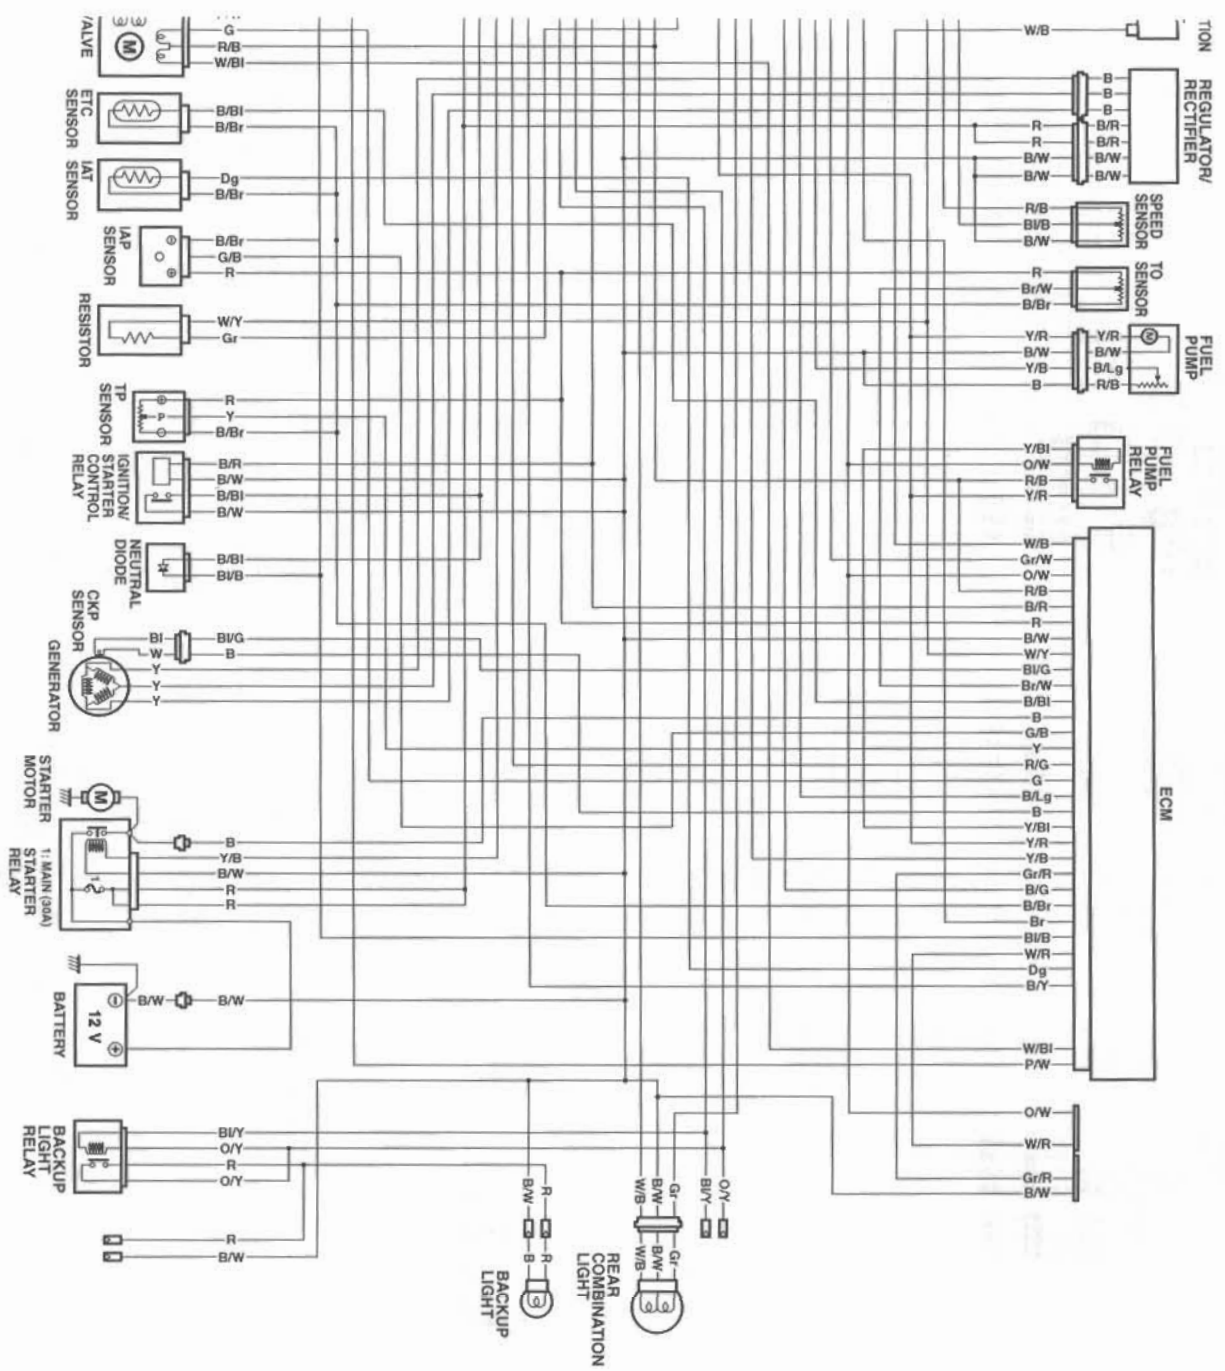 VALVE
M
G
R/B
W/Bl
ETC
SENSOR
B/Bl
B/Br
IAT
SENSOR
Dg
B/Br
IAP
SENSOR
B/Br
G/B
R
RESISTOR
W/Y
Gr
TP
SENSOR
P
R
Y
B/Br
IGNITION/
STARTER
CONTROL
RELAY
B/R
B/W
B/Bl
B/W
NEUTRAL
DIODE
B/Bl
Bl/B
CKP
SENSOR
Bl
W
Bl/G
B
GENERATOR
Y
Y
Y
STARTER
MOTOR
M
1: MAIN (30A)
STARTER
RELAY
1
B
Y/B
B/W
R
R
BATTERY
12 V
B/W
B/W
BACKUP
LIGHT
RELAY
Bl/Y
O/Y
R
O/Y
R
B/W
B/W
R
B
R
BACKUP
LIGHT
W/B
B/W
Gr
W/B
B/W
Gr
REAR
COMBINATION
LIGHT
Bl/Y
O/Y
W/B
TION
REGULATOR/
RECTIFIER
B
B
B
R
B/R
R
B/R
B/W
B/W
B/W
B/W
SPEED
SENSOR
R/B
Bl/B
B/W
TO
SENSOR
R
Br/W
B/Br
FUEL
PUMP
M
Y/R
Y/R
B/W
B/W
Y/B
B/Lg
B
R/B
FUEL
PUMP
RELAY
Y/Bl
O/W
R/B
Y/R
ECM
W/B
Gr/W
O/W
R/B
B/R
R
B/W
W/Y
Bl/G
Br/W
B/Bl
B
G/B
Y
R/G
G
B/Lg
B
Y/Bl
Y/R
Y/B
Gr/R
B/G
B/Br
Br
Bl/B
W/R
Dg
B/Y
W/Bl
P/W
O/W
W/R
Gr/R
B/W